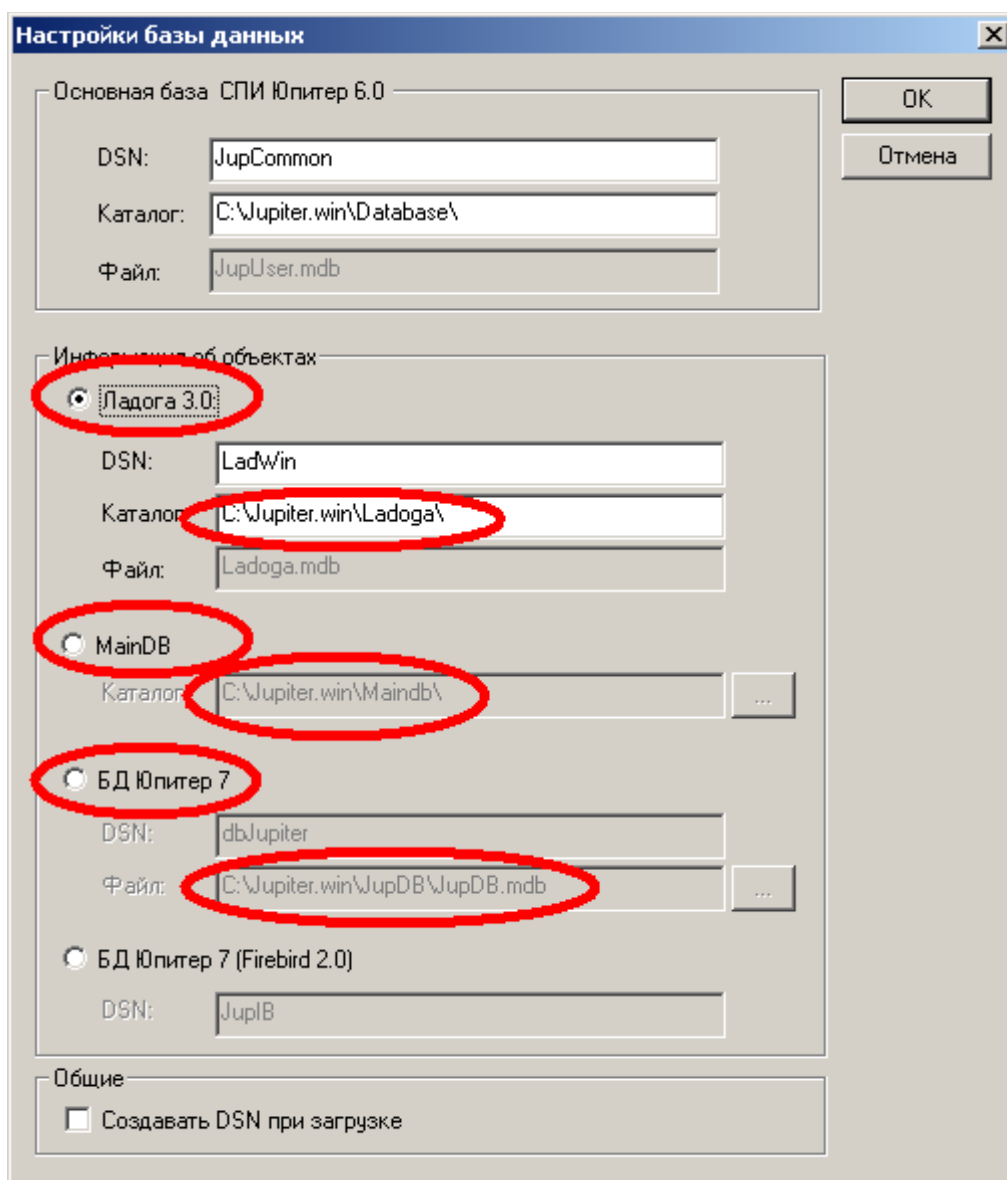 Настройки базы данных
Основная база СПИ Юпитер 6.0
OK
DSN: JupCommon
Отмена
Каталог: C:\Jupiter.win\Database\
Файл: JupUser.mdb
Информация об объектах
Ладога 3.0:
DSN: LadWin
Каталог: C:\Jupiter.win\Ladoga\
Файл: Ladoga.mdb
MainDB
Каталог: C:\Jupiter.win\Maindb\ ...
БД Юпитер 7
DSN: dbJupiter
Файл: C:\Jupiter.win\JupDB\JupDB.mdb ...
БД Юпитер 7 (Firebird 2.0)
DSN: JupIB
Общие
Создавать DSN при загрузке